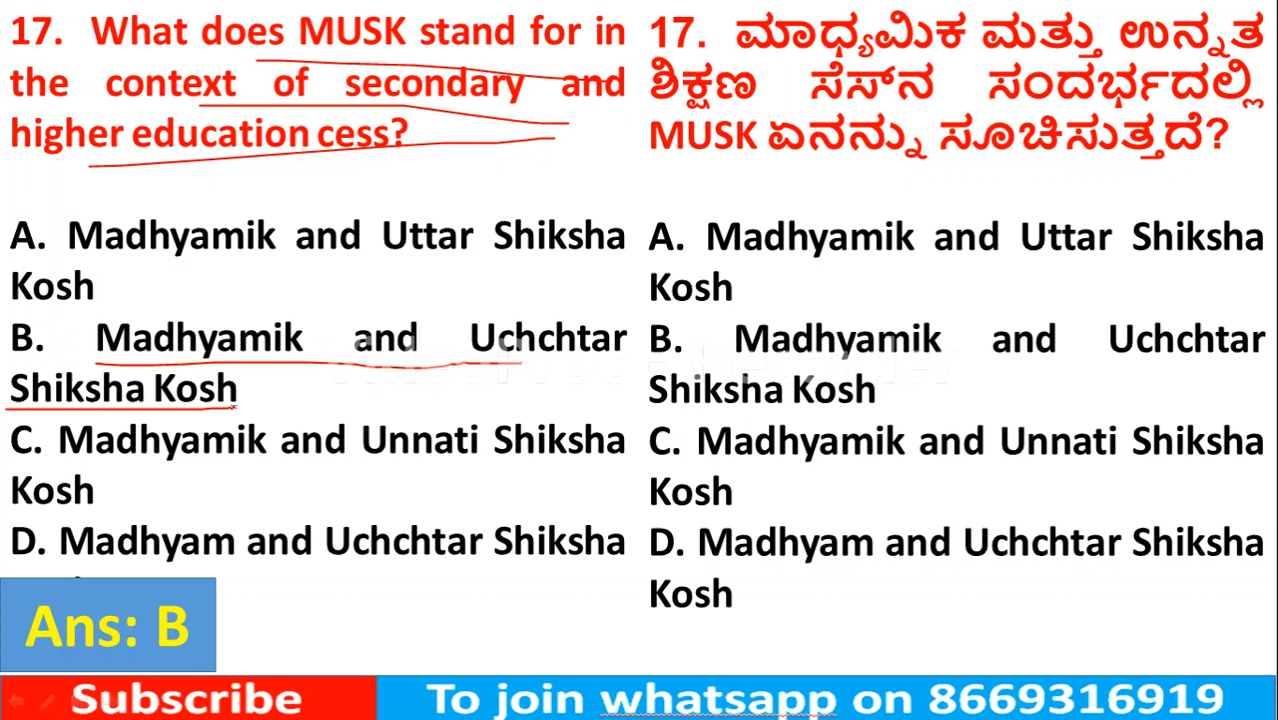 17. What does MUSK stand for in
the context of secondary and
higher education cess?
A. Madhyamik and Uttar Shiksha
Kosh
B. Madhyamik and Uchchtar
Shiksha Kosh
C. Madhyamik and Unnati Shiksha
Kosh
D. Madhyam and Uchchtar Shiksha
Ans: B
17. ಮಾಧ್ಯಮಿಕ ಮತ್ತು ಉನ್ನತ
ಶಿಕ್ಷಣ ಸೆಸ್‌ನ ಸಂದರ್ಭದಲ್ಲಿ
MUSK ಏನನ್ನು ಸೂಚಿಸುತ್ತದೆ?
A. Madhyamik and Uttar Shiksha
Kosh
B. Madhyamik and Uchchtar
Shiksha Kosh
C. Madhyamik and Unnati Shiksha
Kosh
D. Madhyam and Uchchtar Shiksha
Kosh
Subscribe
To join whatsapp on 8669316919